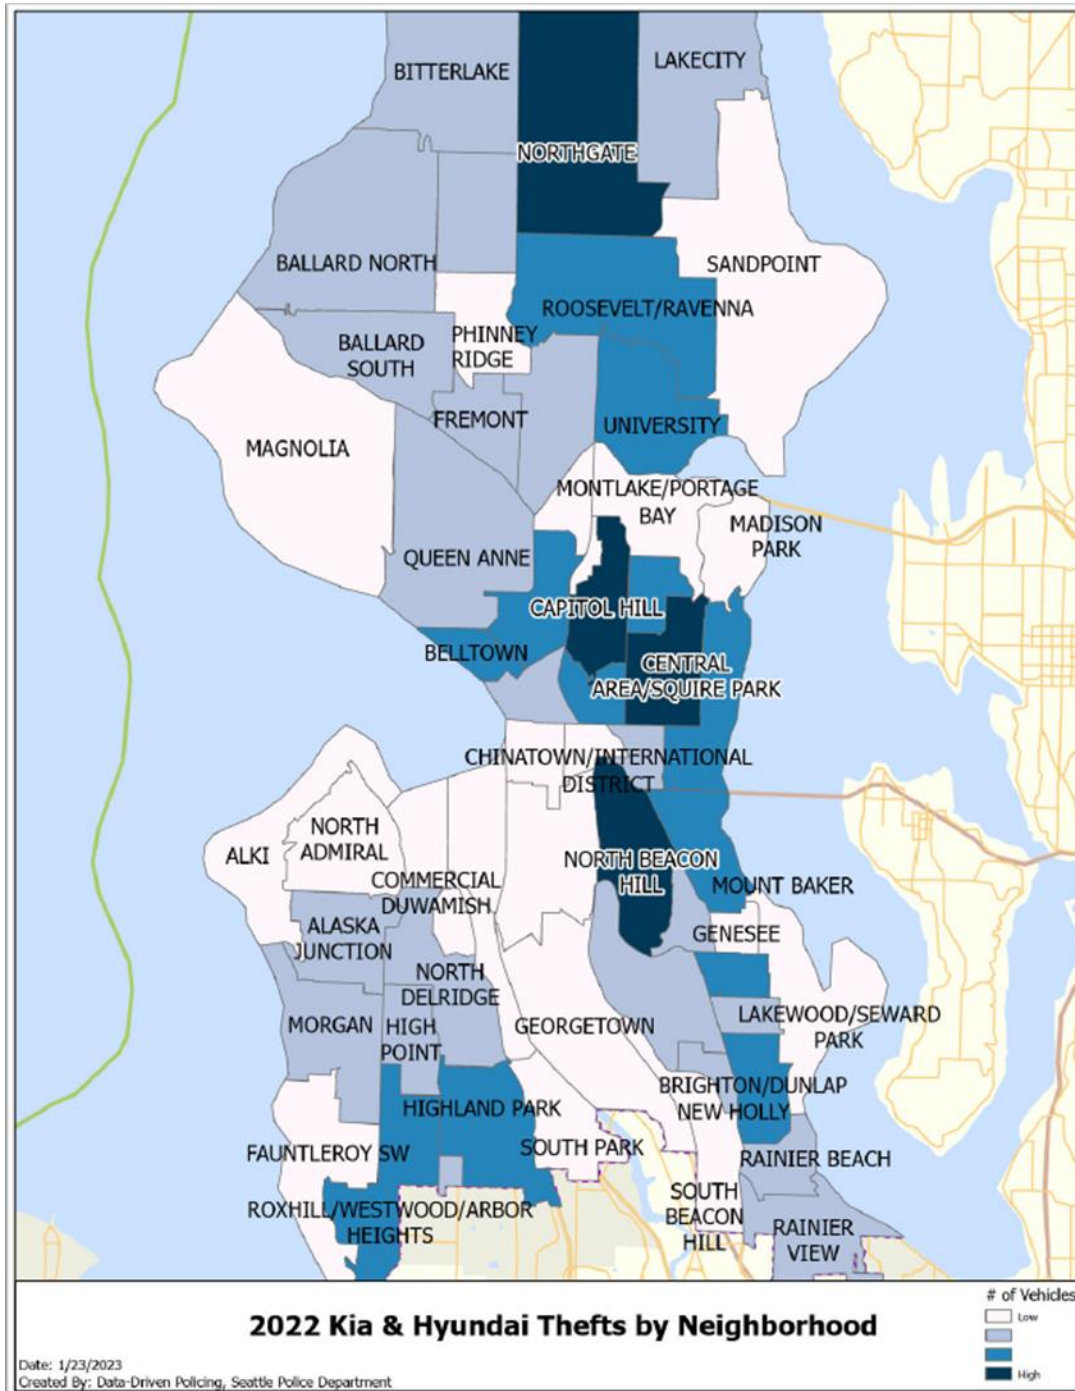 LAKECITY
BITTERLAKE
NORTHGATE
BALLARD NORTH
SANDPOINT
ROOSEVELT/RAVENNA
PHINNEY
RIDGE
BALLARD
SOUTH
FREMONT
UNIVERSITY
MAGNOLIA
MONTLAKE/PORTAGE
BAY
MADISON
PARK
QUEEN ANNE
CAPITOL HILL
BELLTOWN
CENTRAL
AREA/SQUIRE PARK
CHINATOWN/INTERNATIONAL
DISTRICT
NORTH
ADMIRAL
ALKI
NORTH BEACON
HILL
COMMERCIAL
DUWAMISH
MOUNT BAKER
ALASKA
JUNCTION
GENESEE
NORTH
DELRIDGE
MORGAN
HIGH
POINT
GEORGETOWN
LAKEWOOD/SEWARD
PARK
BRIGHTON/DUNLAP
NEW HOLLY
HIGHLAND PARK
FAUNTLEROY SW
SOUTH PARK
RAINIER BEACH
ROXHILL/WESTWOOD/ARBOR
HEIGHTS
SOUTH
BEACON
HILL
RAINIER
VIEW
# of Vehicles
Low
High
2022 Kia & Hyundai Thefts by Neighborhood
Date: 1/23/2023
Created By: Data-Driven Policing, Seattle Police Department